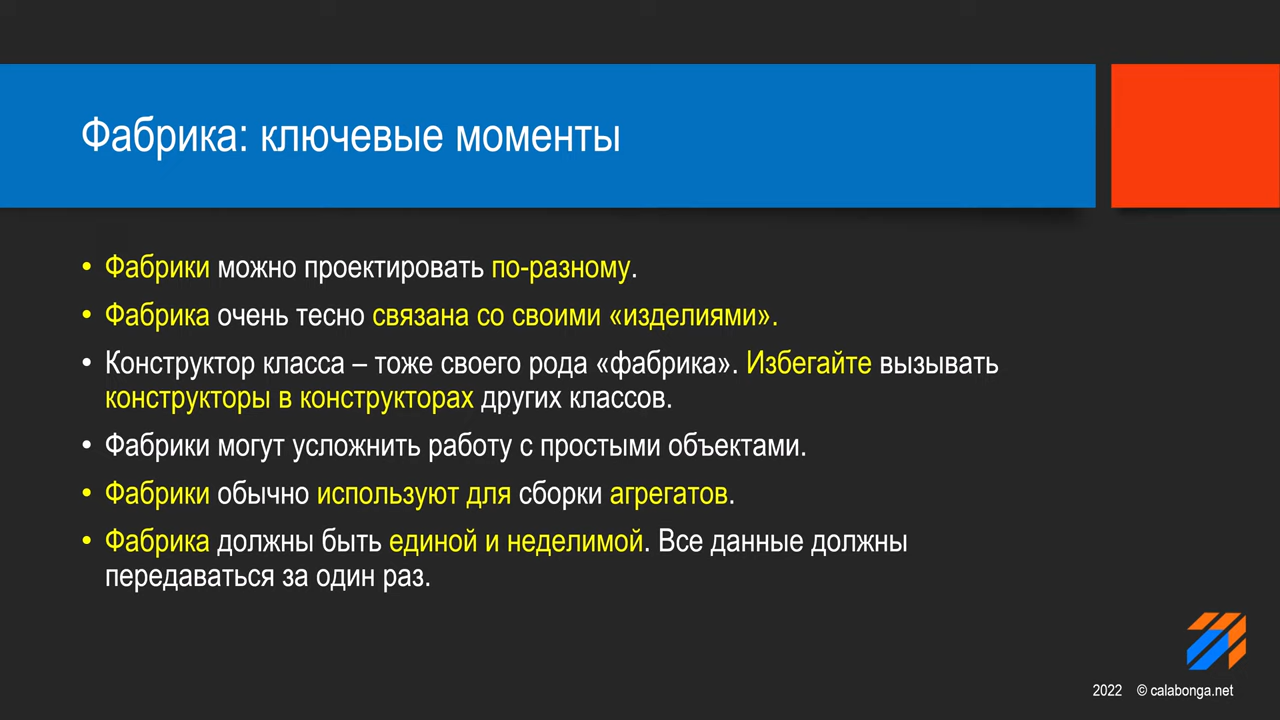 Фабрика: ключевые моменты
• Фабрики можно проектировать по-разному.
• Фабрика очень тесно связана со своими «изделиями».
• Конструктор класса – тоже своего рода «фабрика». Избегайте вызывать
конструкторы в конструкторах других классов.
• Фабрики могут усложнить работу с простыми объектами.
• Фабрики обычно используют для сборки агрегатов.
• Фабрика должны быть единой и неделимой. Все данные должны
передаваться за один раз.
2022 © calabonga.net